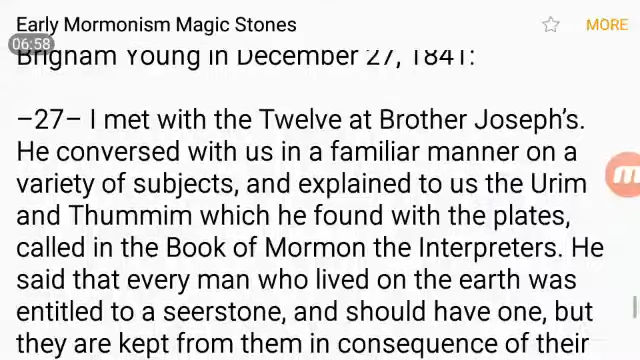 Early Mormonism Magic Stones
MORE
06:58
Brigham Young in December 27, 1841:
–27– I met with the Twelve at Brother Joseph's.
He conversed with us in a familiar manner on a
variety of subjects, and explained to us the Urim
and Thummim which he found with the plates,
called in the Book of Mormon the Interpreters. He
said that every man who lived on the earth was
entitled to a seerstone, and should have one, but
they are kept from them in consequence of their